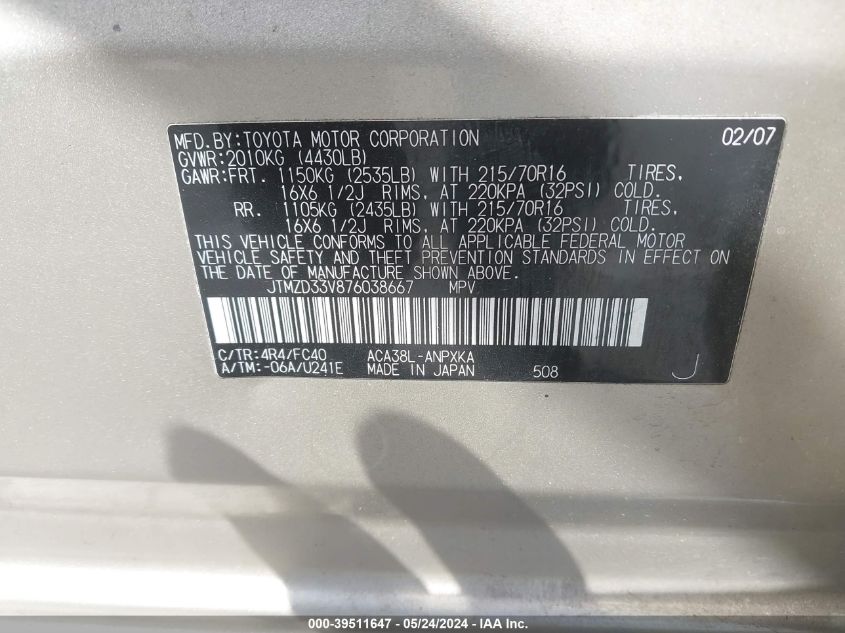 MFD.BY:TOYOTA MOTOR CORPORATION 02/07
GVWR:2010KG (4430LB)
GAWR:FRT. 1150KG (2535LB) WITH 215/70R16 TIRES,
16X6 1/2J RIMS, AT 220KPA (32PSI) COLD.
RR. 1105KG (2435LB) WITH 215/70R16 TIRES,
16X6 1/2J RIMS, AT 220KPA (32PSI) COLD.
THIS VEHICLE CONFORMS TO ALL APPLICABLE FEDERAL MOTOR
VEHICLE SAFETY AND THEFT PREVENTION STANDARDS IN EFFECT ON
THE DATE OF MANUFACTURE SHOWN ABOVE.
JTMZD33V876038667 MPV
C/TR:4R4/FC40 ACA38L-ANPXKA
A/TM:-06A/U241E MADE IN JAPAN 508 J
000-39511647 - 05/24/2024 - IAA Inc.